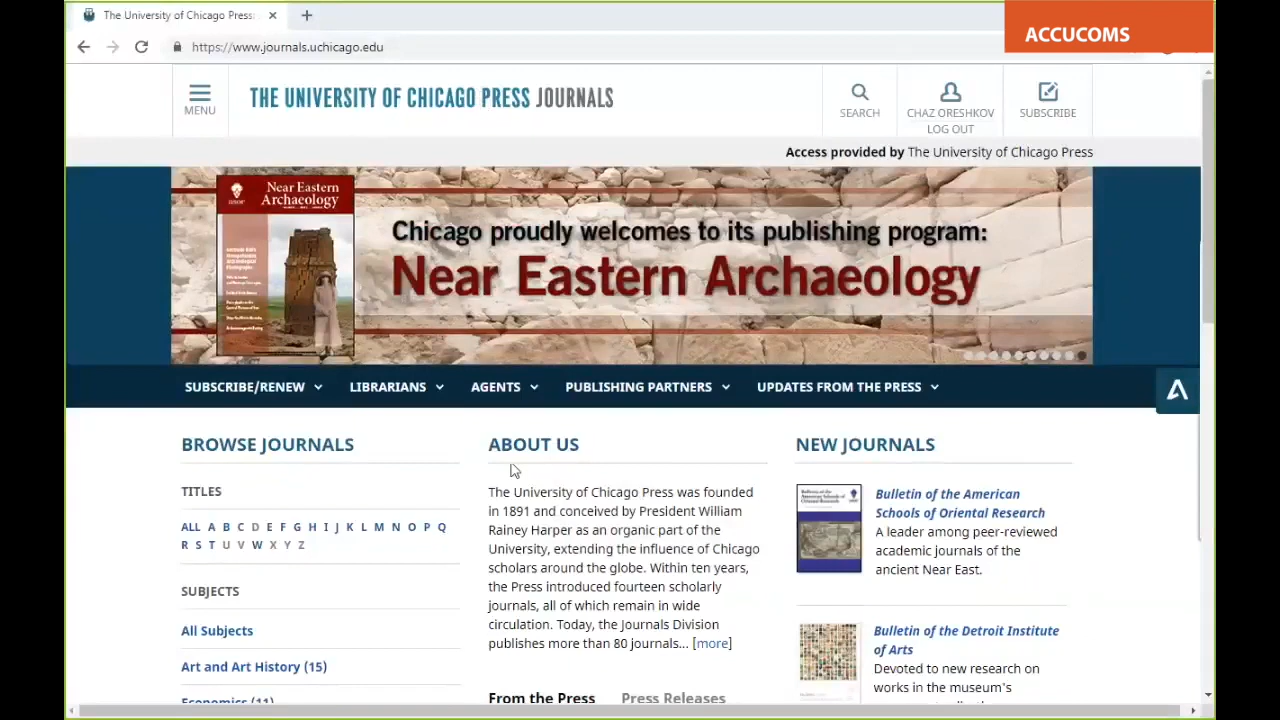 The University of Chicago Press:
ACCUCOMS
https://www.journals.uchicago.edu
MENU
THE UNIVERSITY OF CHICAGO PRESS JOURNALS
SEARCH
CHAZ ORESHKOV
LOG OUT
SUBSCRIBE
Access provided by The University of Chicago Press
Near Eastern
Archaeology
Chicago proudly welcomes to its publishing program:
Near Eastern Archaeology
SUBSCRIBE/RENEW
LIBRARIANS
AGENTS
PUBLISHING PARTNERS
UPDATES FROM THE PRESS
BROWSE JOURNALS
TITLES
ALL A B C D E F G H I J K L M N O P Q
R S T U V W X Y Z
SUBJECTS
All Subjects
Art and Art History (15)
Economics (11)
ABOUT US
The University of Chicago Press was founded
in 1891 and conceived by President William
Rainey Harper as an organic part of the
University, extending the influence of Chicago
scholars around the globe. Within ten years,
the Press introduced fourteen scholarly
journals, all of which remain in wide
circulation. Today, the Journals Division
publishes more than 80 journals... [more]
From the Press
Press Releases
NEW JOURNALS
Bulletin of the American
Schools of Oriental Research
A leader among peer-reviewed
academic journals of the
ancient Near East.
Bulletin of the Detroit Institute
of Arts
Devoted to new research on
works in the museum's